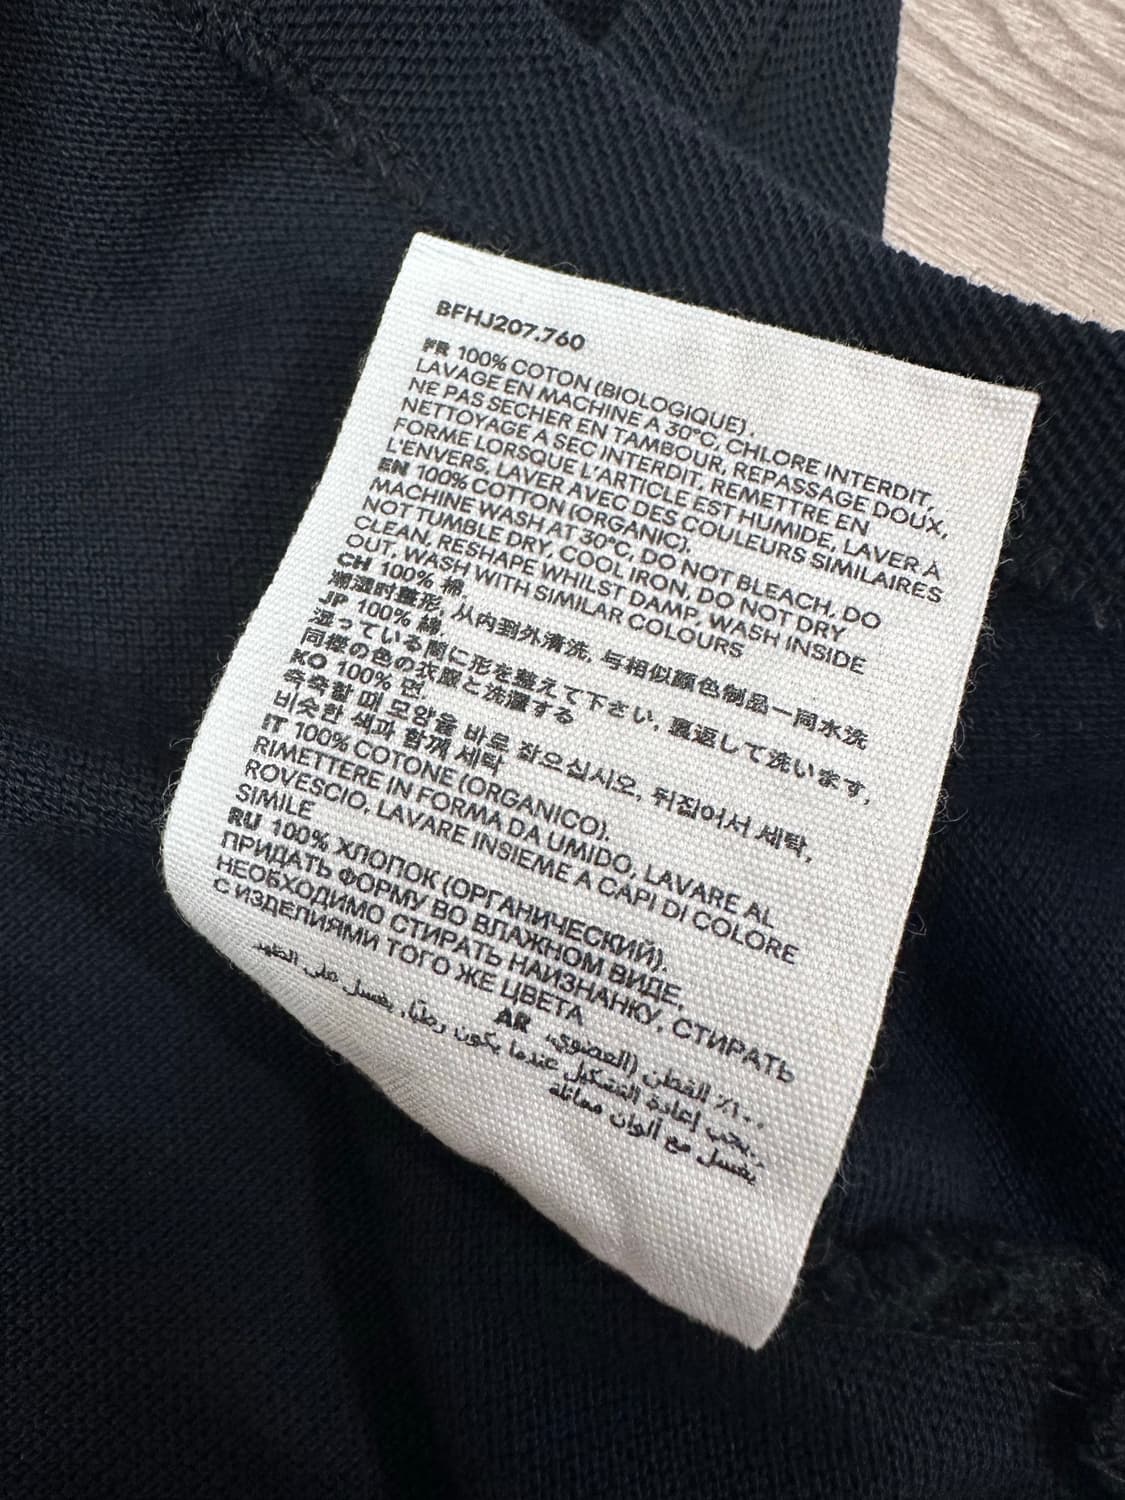 BFHJ207.760
FR 100% COTON (BIOLOGIQUE).
LAVAGE EN MACHINE A 30°C, CHLORE INTERDIT,
NE PAS SECHER EN TAMBOUR, REPASSAGE DOUX,
NETTOYAGE A SEC INTERDIT, REMETTRE EN
FORME LORSQUE L'ARTICLE EST HUMIDE, LAVER À
L'ENVERS, LAVER AVEC DES COULEURS SIMILAIRES
EN 100% COTTON (ORGANIC).
MACHINE WASH AT 30°C, DO NOT BLEACH, DO
NOT TUMBLE DRY, COOL IRON, DO NOT DRY
CLEAN, RESHAPE WHILST DAMP, WASH INSIDE
OUT, WASH WITH SIMILAR COLOURS
CH 100% 棉,
潮湿时整形, 从内到外清洗, 与相似颜色制品一同水洗
JP 100% 綿,
湿っている間に形を整えて下さい, 裏返して洗います,
同様の色の衣服と洗濯する
KO 100% 면,
축축할 때 모양을 바로 잡으십시오, 뒤집어서 세탁,
비슷한 색과 함께 세탁
IT 100% COTONE (ORGANICO).
RIMETTERE IN FORMA DA UMIDO, LAVARE AL
ROVESCIO, LAVARE INSIEME A CAPI DI COLORE
SIMILE
RU 100% ХЛОПОК (ОРГАНИЧЕСКИЙ).
ПРИДАТЬ ФОРМУ ВО ВЛАЖНОМ ВИДЕ,
НЕОБХОДИМО СТИРАТЬ НАИЗНАНКУ, СТИРАТЬ
С ИЗДЕЛИЯМИ ТОГО ЖЕ ЦВЕТА
AR
١٠٠٪ القطن (العضوي).
يجب إعادة التشكيل عندما يكون رطبًا, يغسل على الظهر
يغسل مع ألوان مماثلة